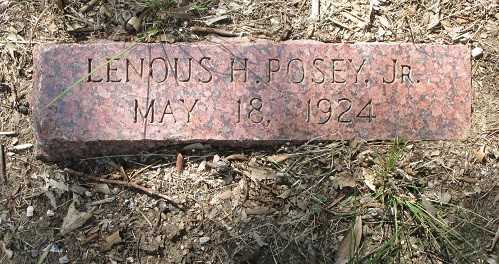 LENOUS H. POSEY, JR.
MAY 18, 1924